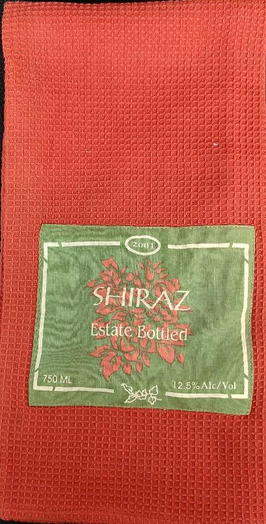 2001
SHIRAZ
Estate Bottled
750 ML
12.5% Alc/Vol